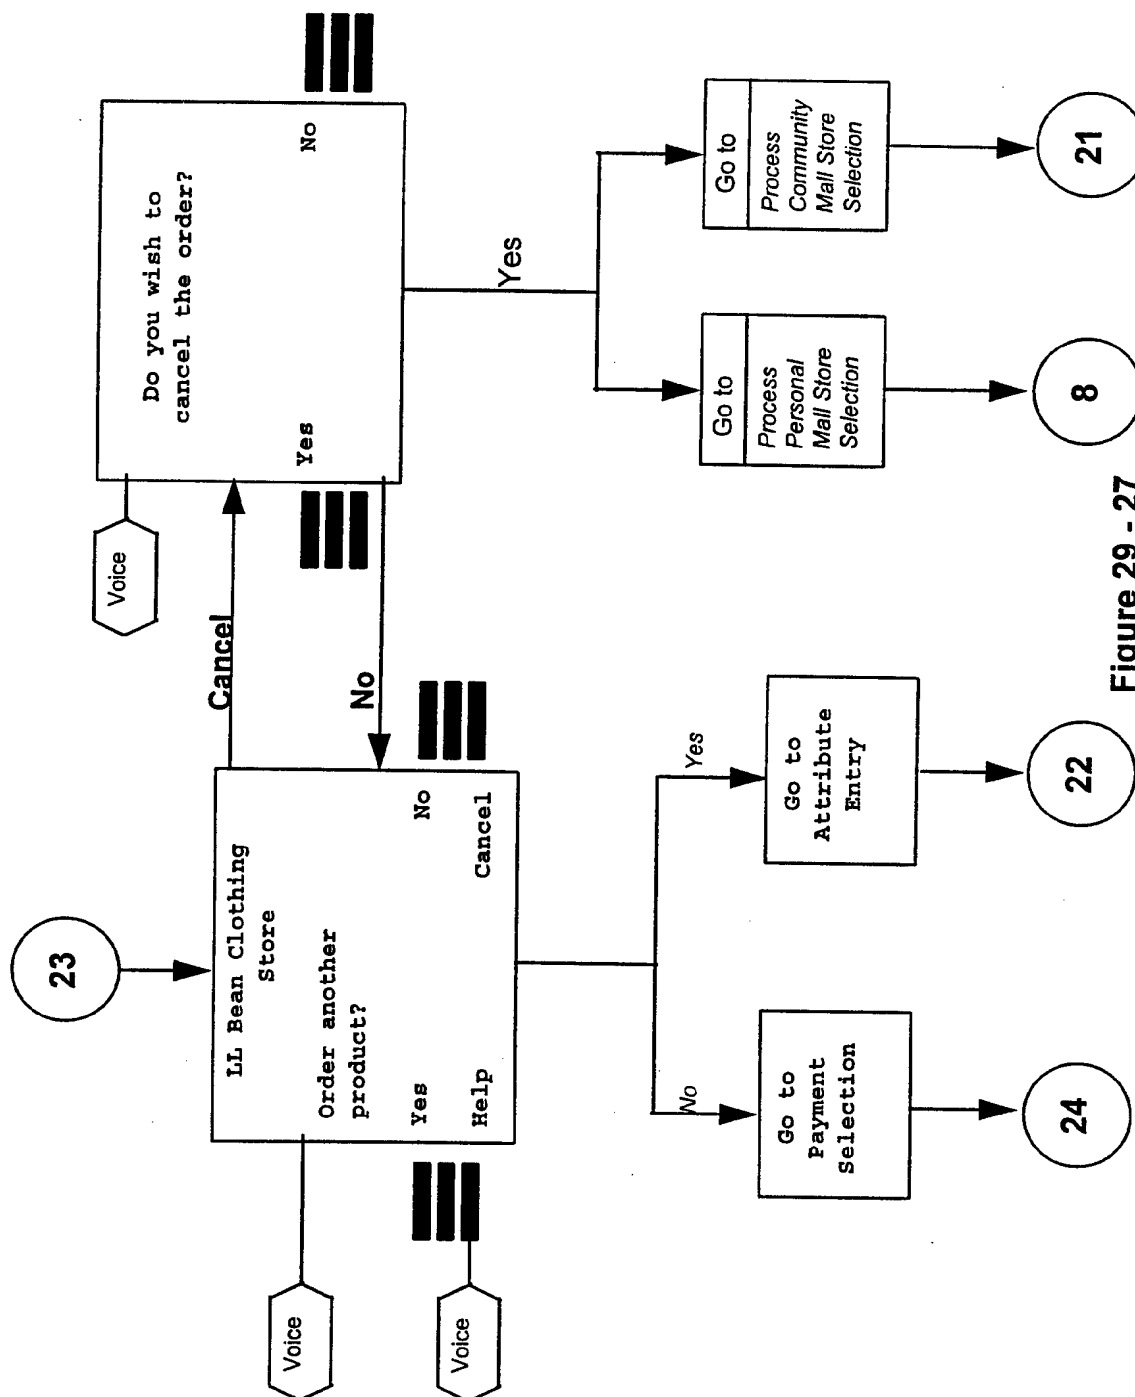 23
LL Bean Clothing
Store
Order another
product?
Yes No
Help Cancel
Voice
Voice
Cancel
No
Voice
Do you wish to
cancel the order?
Yes No
No
Yes
Go to
Payment
Selection
Go to
Attribute
Entry
24
22
Yes
Go to
Process
Personal
Mall Store
Selection
Go to
Process
Community
Mall Store
Selection
8
21
Figure 29 - 27